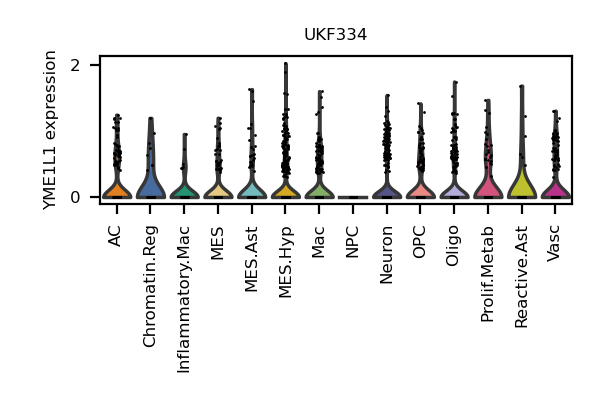 UKF334
YME1L1 expression
2
0
AC
Chromatin.Reg
Inflammatory.Mac
MES
MES.Ast
MES.Hyp
Mac
NPC
Neuron
OPC
Oligo
Prolif.Metab
Reactive.Ast
Vasc